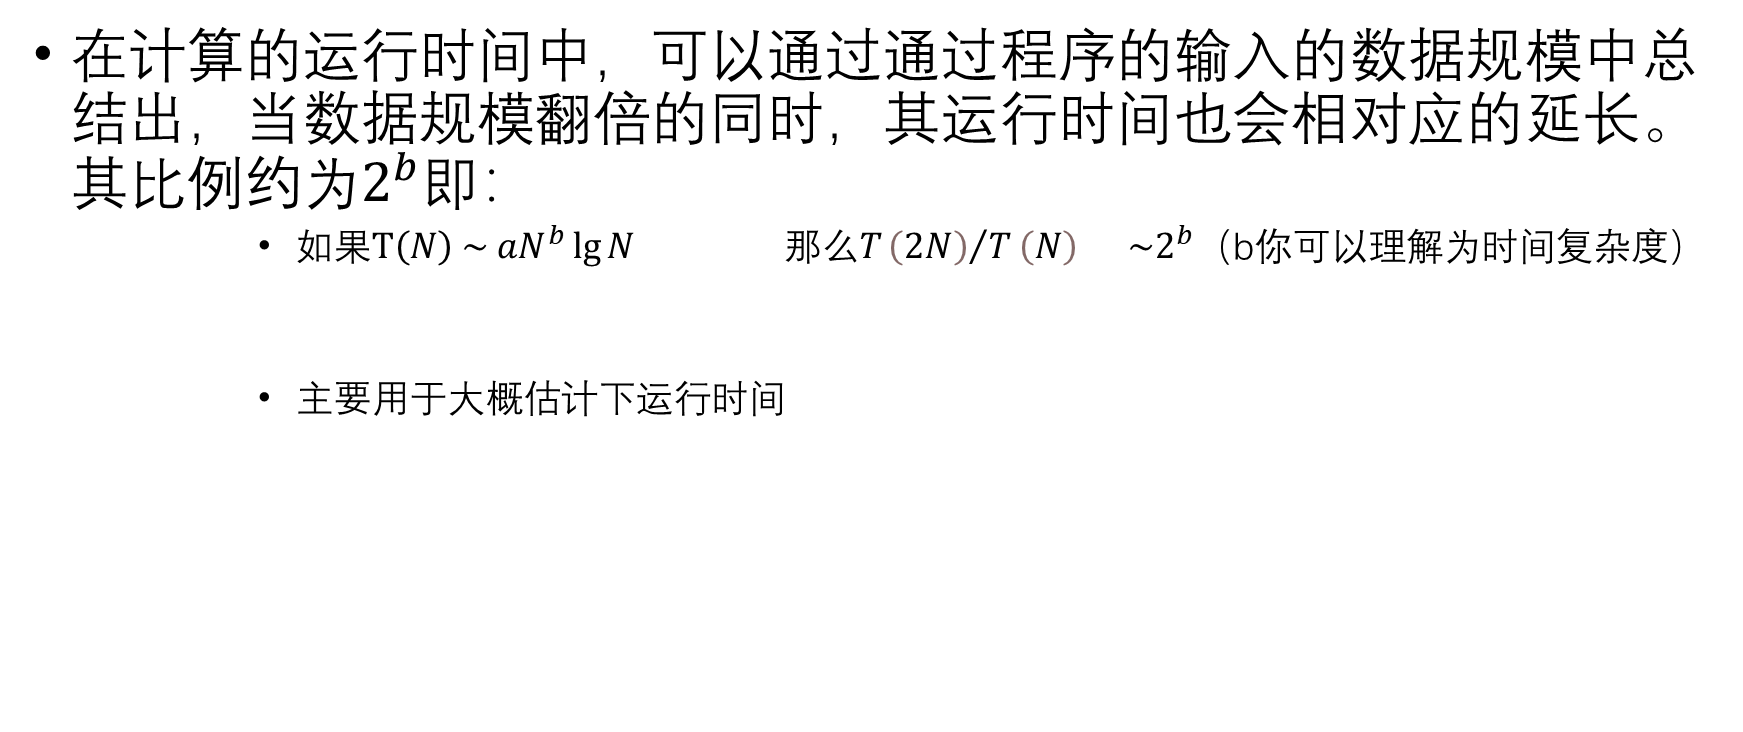 • 在计算的运行时间中，可以通过通过程序的输入的数据规模中总
结出，当数据规模翻倍的同时，其运行时间也会相对应的延长。
其比例约为2^b即：
• 如果T(N) ~ aN^b lg N 那么T (2N)/T (N) ~2^b（b你可以理解为时间复杂度）
• 主要用于大概估计下运行时间